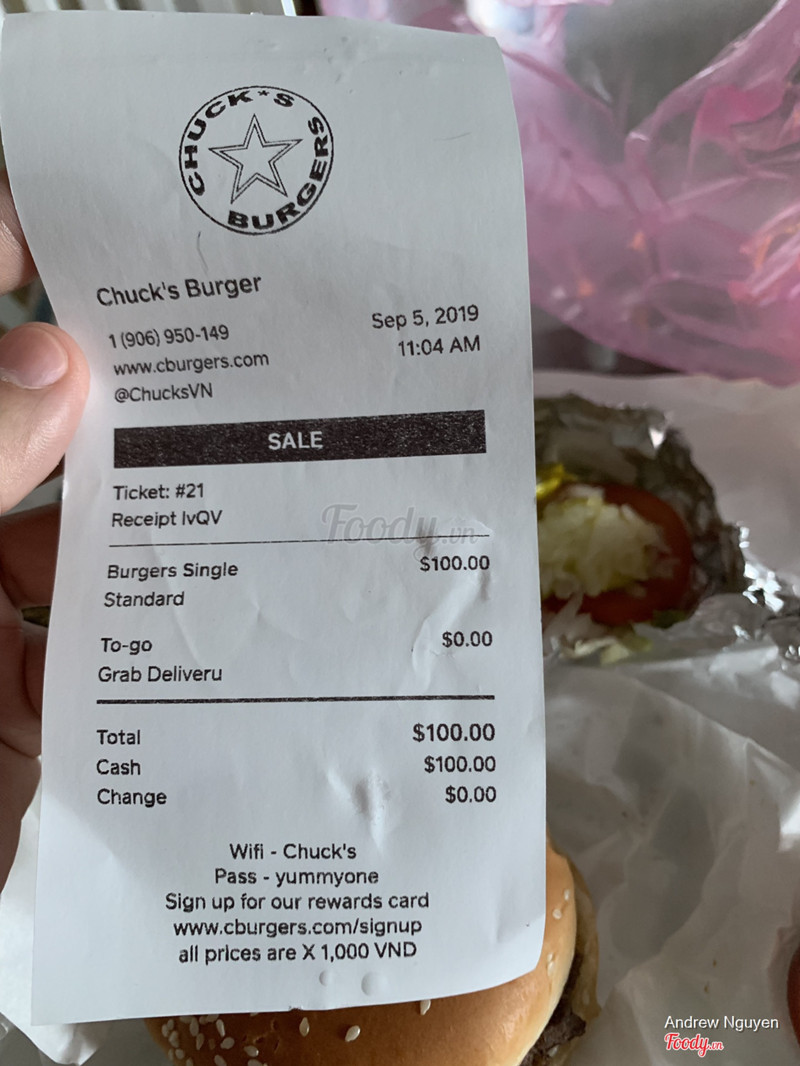 CHUCK*S BURGERS
Chuck's Burger
1 (906) 950-149
www.cburgers.com
@ChucksVN
Sep 5, 2019
11:04 AM
SALE
Ticket: #21
Receipt IvQV
Foody.vn
Burgers Single $100.00
Standard
To-go $0.00
Grab Deliveru
Total $100.00
Cash $100.00
Change $0.00
Wifi - Chuck's
Pass - yummyone
Sign up for our rewards card
www.cburgers.com/signup
all prices are X 1,000 VND
Andrew Nguyen
Foody.vn